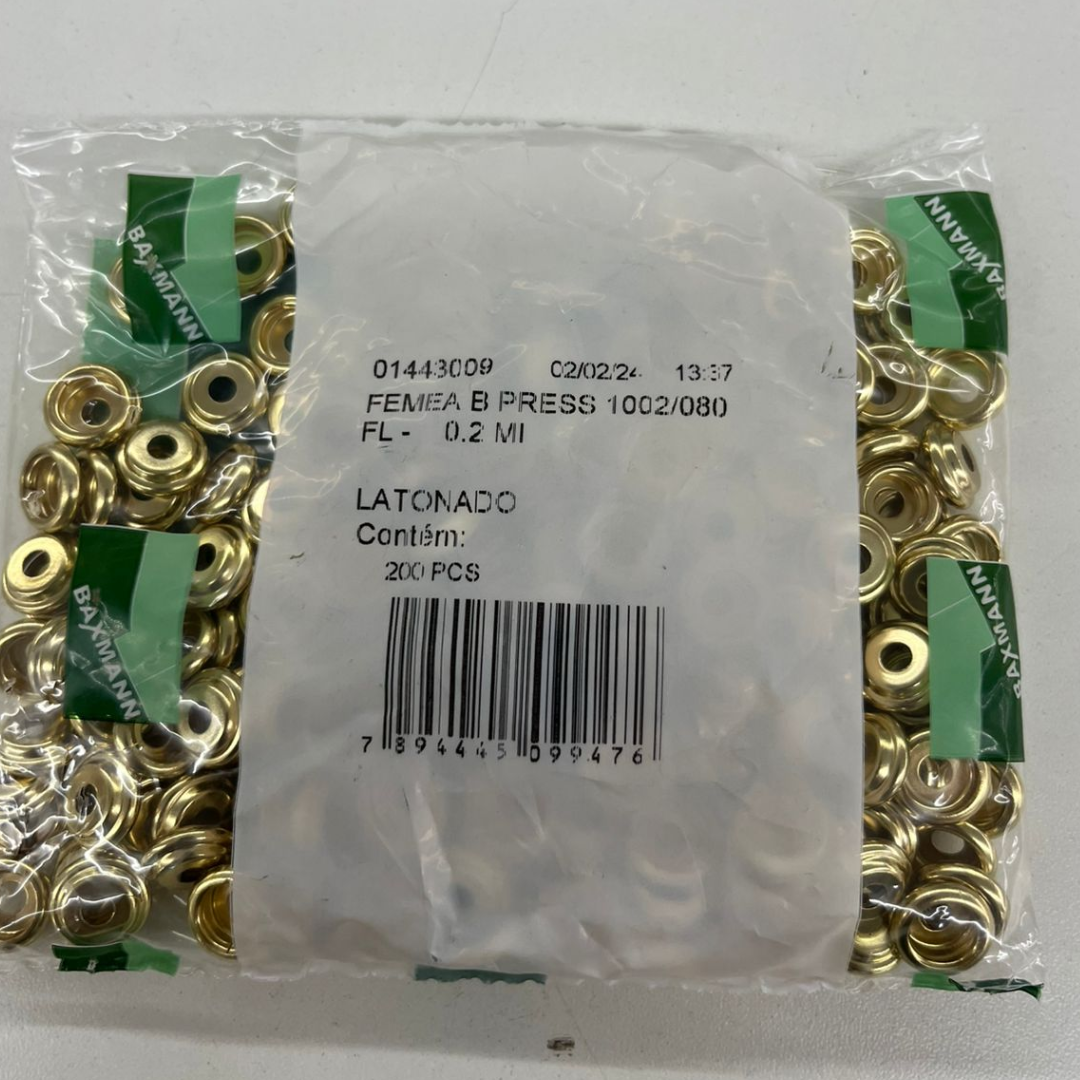 BAXMANN
BAXMANN
01443009 02/02/24 13:37
FEMEA B PRESS 1002/080
FL - 0.2 MI
LATONADO
Contém:
200 PCS
BAXMANN
BAXMANN
7 894445 099476